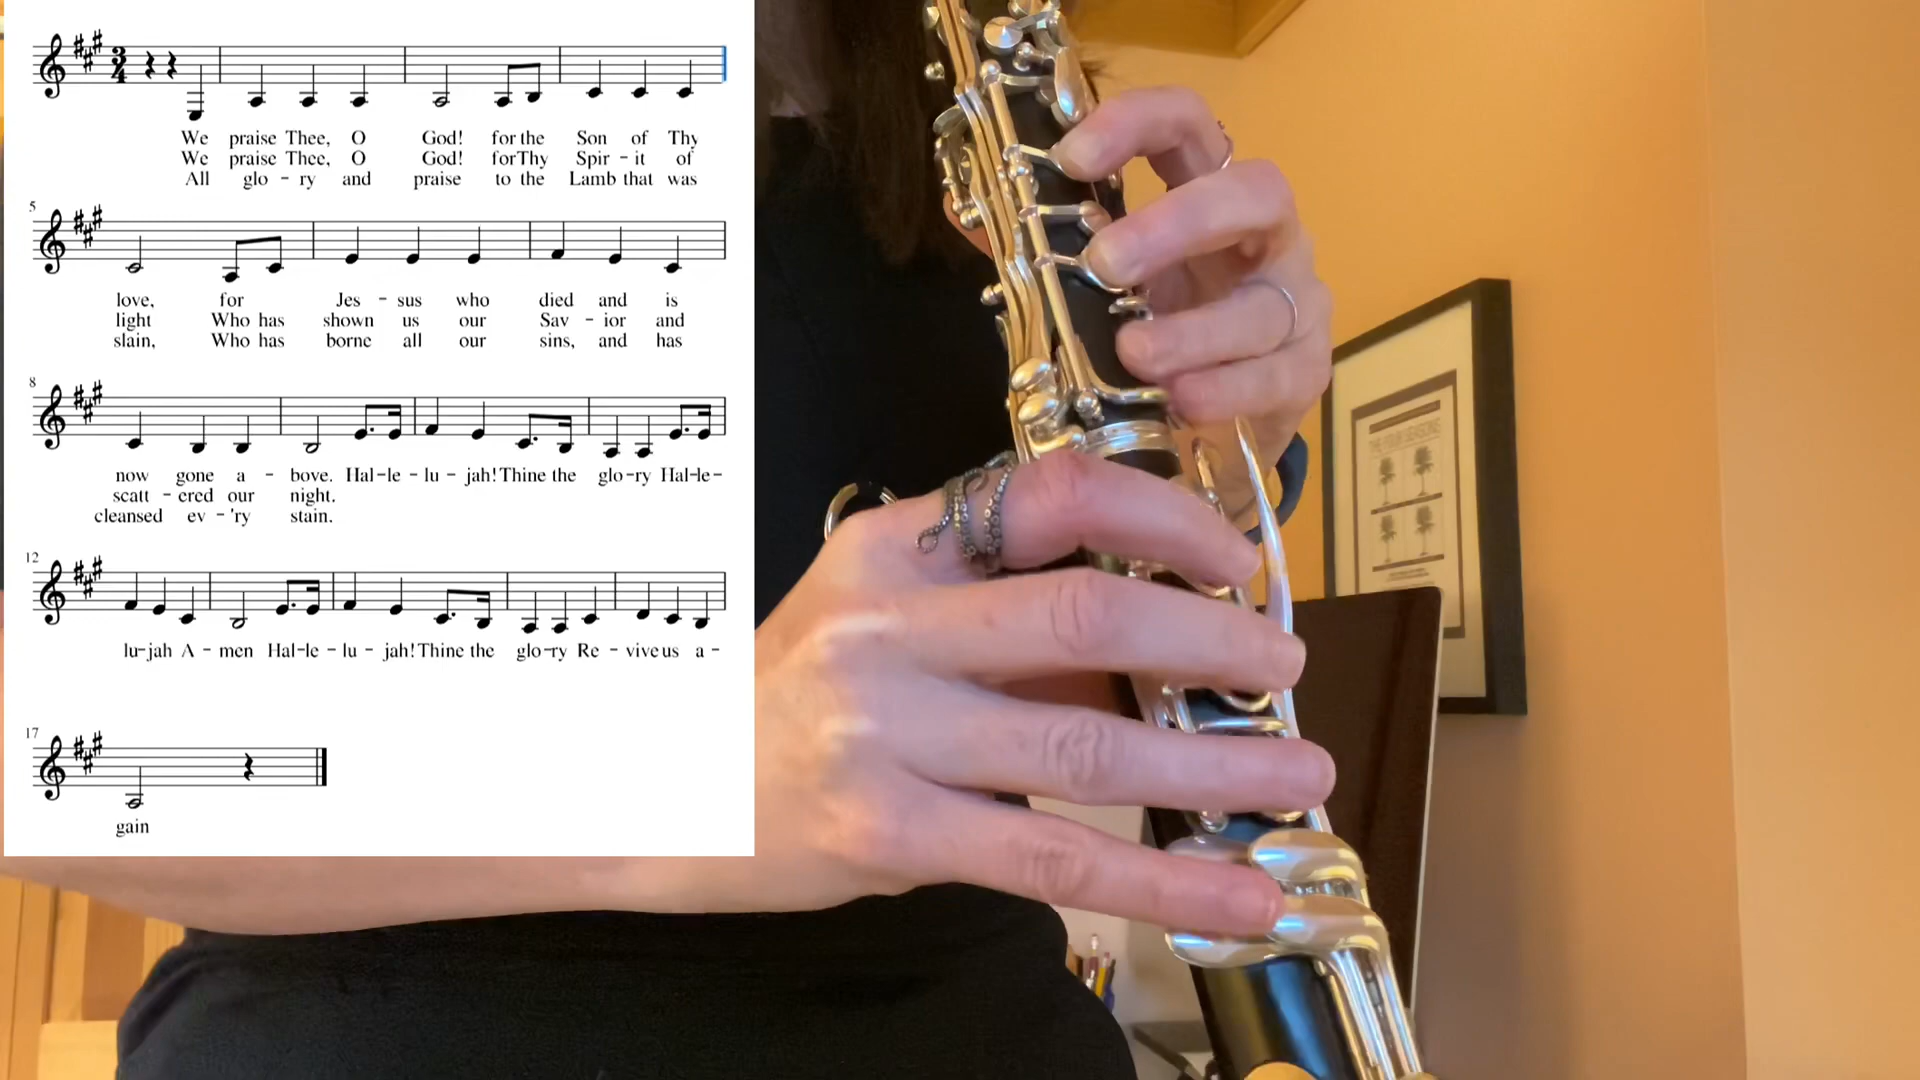 3
4
We praise Thee, O God! for the Son of Thy
We praise Thee, O God! forThy Spir - it of
All glo - ry and praise to the Lamb that was
5
love, for Jes - sus who died and is
light Who has shown us our Sav - ior and
slain, Who has borne all our sins, and has
8
now gone a - bove. Hal-le-lu-jah! Thine the glo-ry Hal-le-
scatt - ered our night.
cleansed ev - 'ry stain.
12
lu-jah A - men Hal-le-lu-jah! Thine the glo-ry Re - vive us a -
17
gain
THE FOUR SEASONS